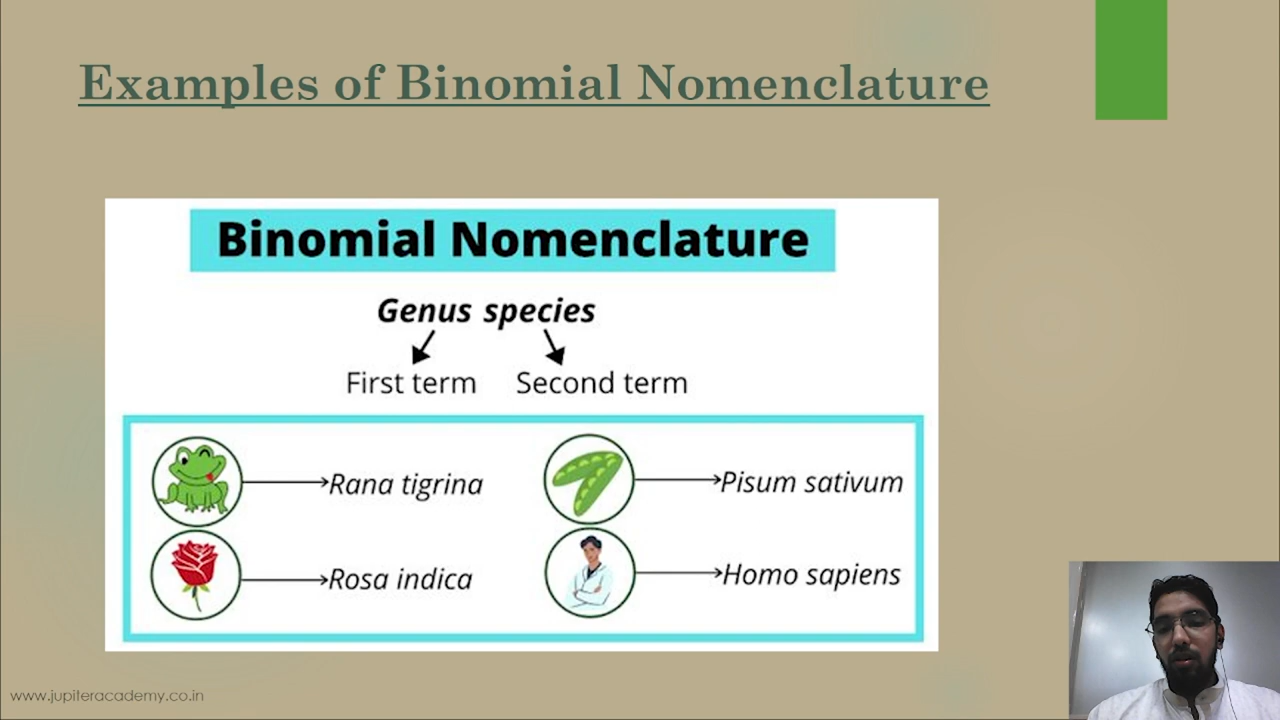 Examples of Binomial Nomenclature
Binomial Nomenclature
Genus species
First term Second term
Rana tigrina
Pisum sativum
Rosa indica
Homo sapiens
www.jupiteracademy.co.in